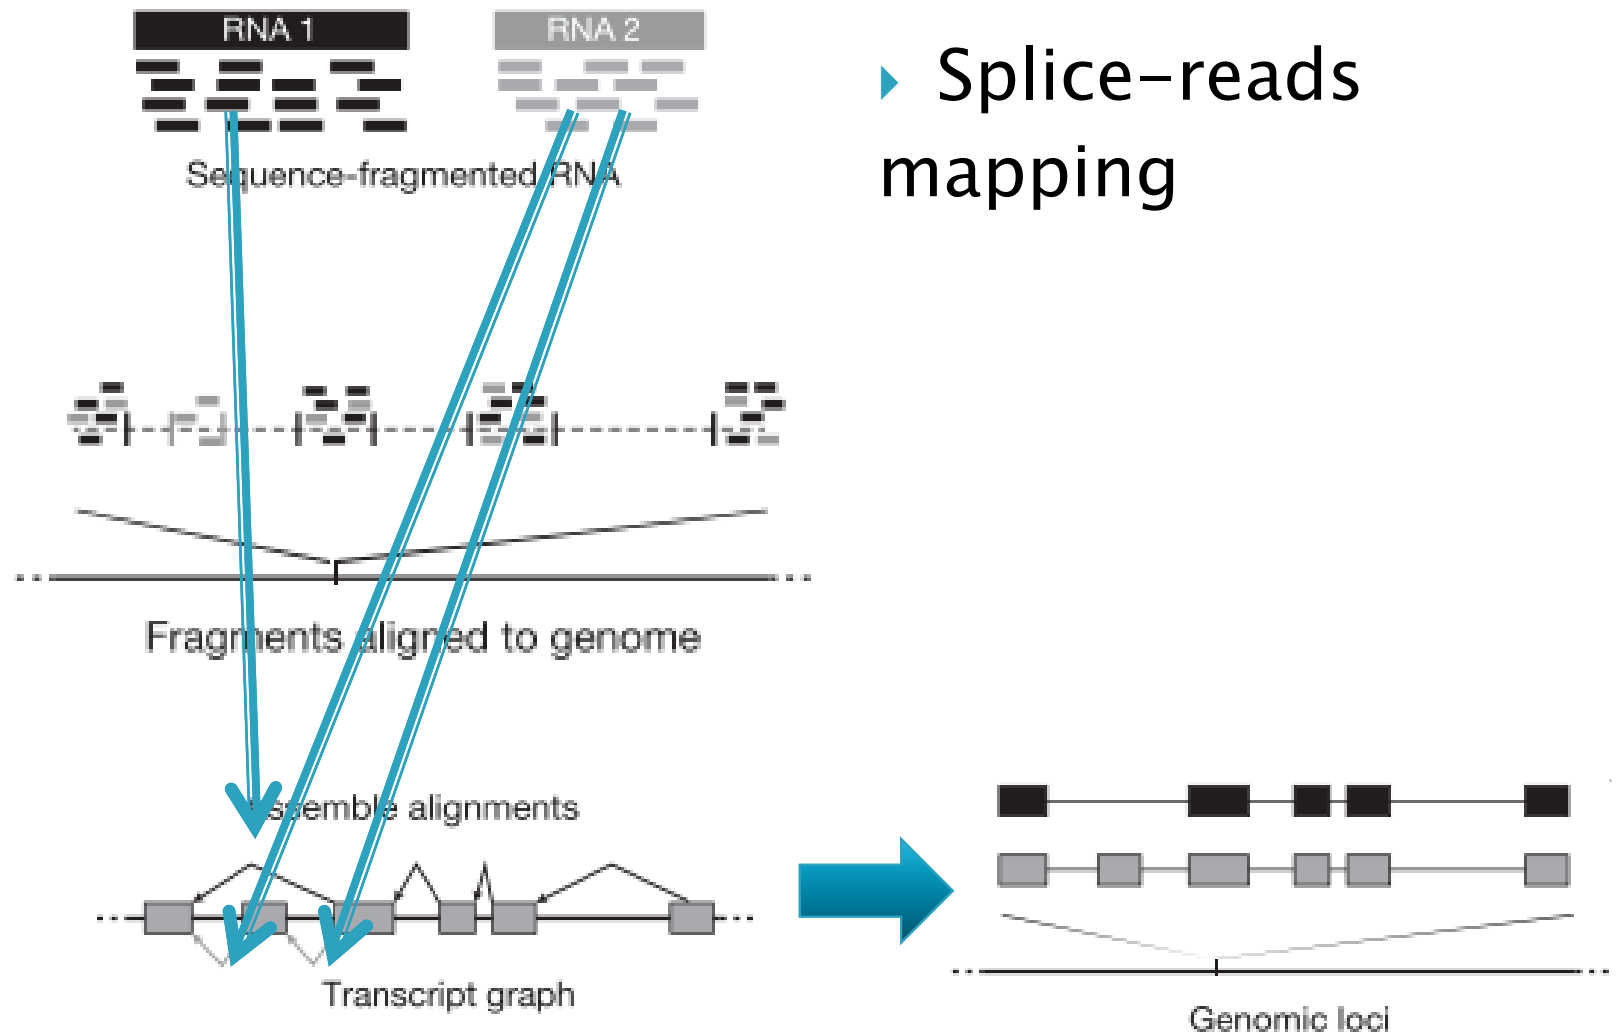 RNA 1
RNA 2
Splice-reads
mapping
Sequence-fragmented RNA
Fragments aligned to genome
Assemble alignments
Transcript graph
Genomic loci